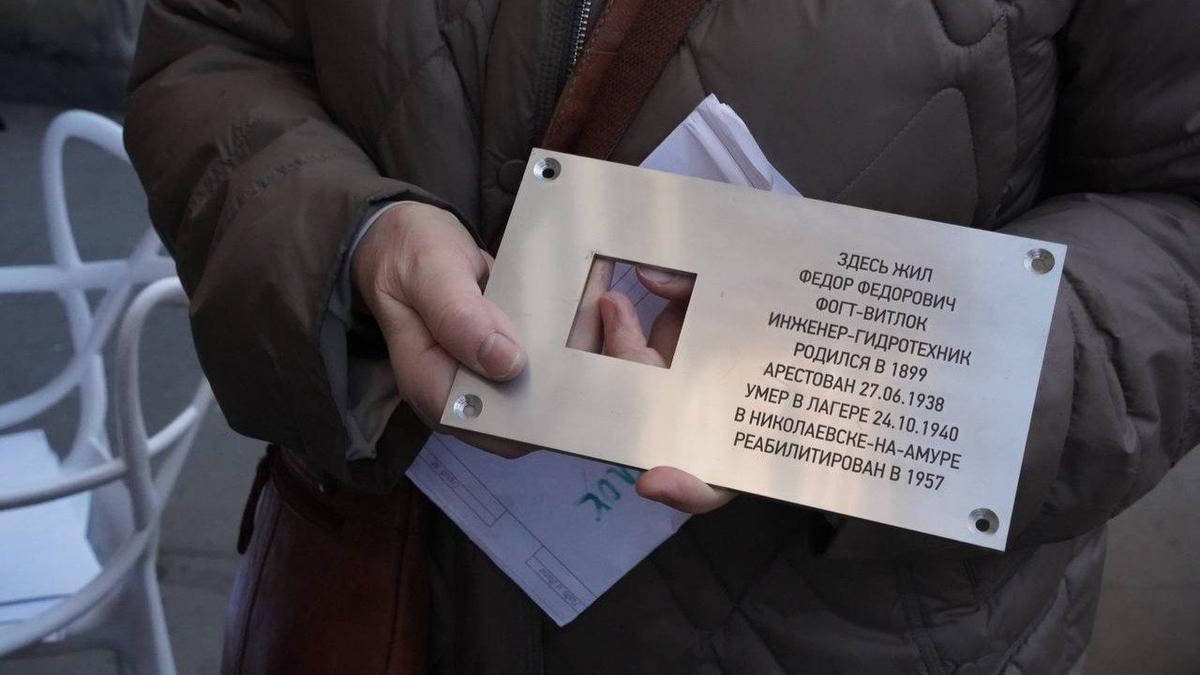 ЗДЕСЬ ЖИЛ
ФЕДОР ФЕДОРОВИЧ
ФОГТ-ВИТЛОК
ИНЖЕНЕР-ГИДРОТЕХНИК
РОДИЛСЯ В 1899
АРЕСТОВАН 27.06.1938
УМЕР В ЛАГЕРЕ 24.10.1940
В НИКОЛАЕВСКЕ-НА-АМУРЕ
РЕАБИЛИТИРОВАН В 1957
ЛОК